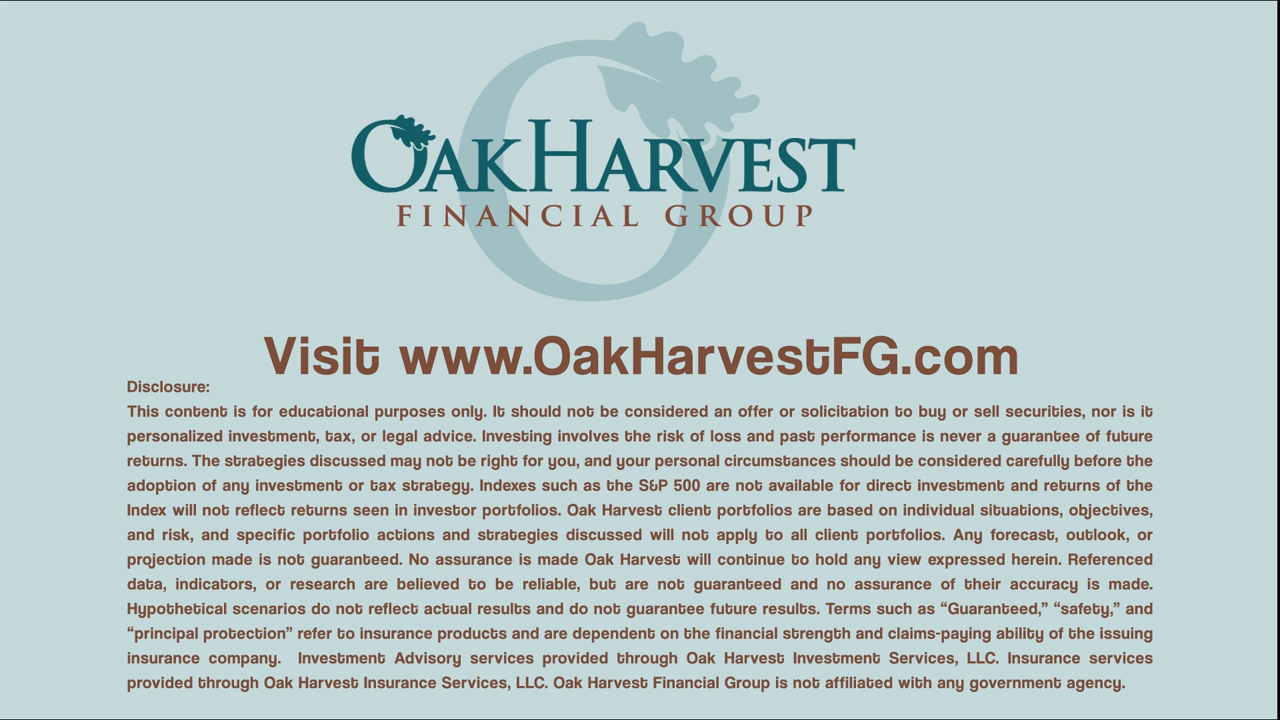 OAKHARVEST
FINANCIAL GROUP
Visit www.OakHarvestFG.com
Disclosure:
This content is for educational purposes only. It should not be considered an offer or solicitation to buy or sell securities, nor is it
personalized investment, tax, or legal advice. Investing involves the risk of loss and past performance is never a guarantee of future
returns. The strategies discussed may not be right for you, and your personal circumstances should be considered carefully before the
adoption of any investment or tax strategy. Indexes such as the S&P 500 are not available for direct investment and returns of the
Index will not reflect returns seen in investor portfolios. Oak Harvest client portfolios are based on individual situations, objectives,
and risk, and specific portfolio actions and strategies discussed will not apply to all client portfolios. Any forecast, outlook, or
projection made is not guaranteed. No assurance is made Oak Harvest will continue to hold any view expressed herein. Referenced
data, indicators, or research are believed to be reliable, but are not guaranteed and no assurance of their accuracy is made.
Hypothetical scenarios do not reflect actual results and do not guarantee future results. Terms such as “Guaranteed,” “safety,” and
“principal protection” refer to insurance products and are dependent on the financial strength and claims-paying ability of the issuing
insurance company. Investment Advisory services provided through Oak Harvest Investment Services, LLC. Insurance services
provided through Oak Harvest Insurance Services, LLC. Oak Harvest Financial Group is not affiliated with any government agency.